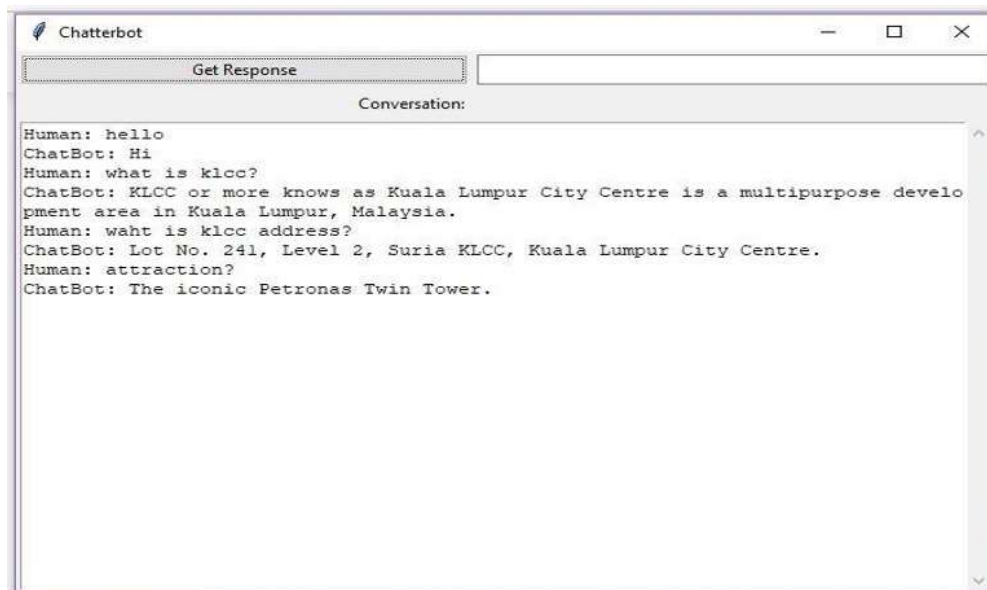 Chatterbot
Get Response
Conversation:
Human: hello
ChatBot: Hi
Human: what is klcc?
ChatBot: KLCC or more knows as Kuala Lumpur City Centre is a multipurpose develo
pment area in Kuala Lumpur, Malaysia.
Human: waht is klcc address?
ChatBot: Lot No. 241, Level 2, Suria KLCC, Kuala Lumpur City Centre.
Human: attraction?
ChatBot: The iconic Petronas Twin Tower.